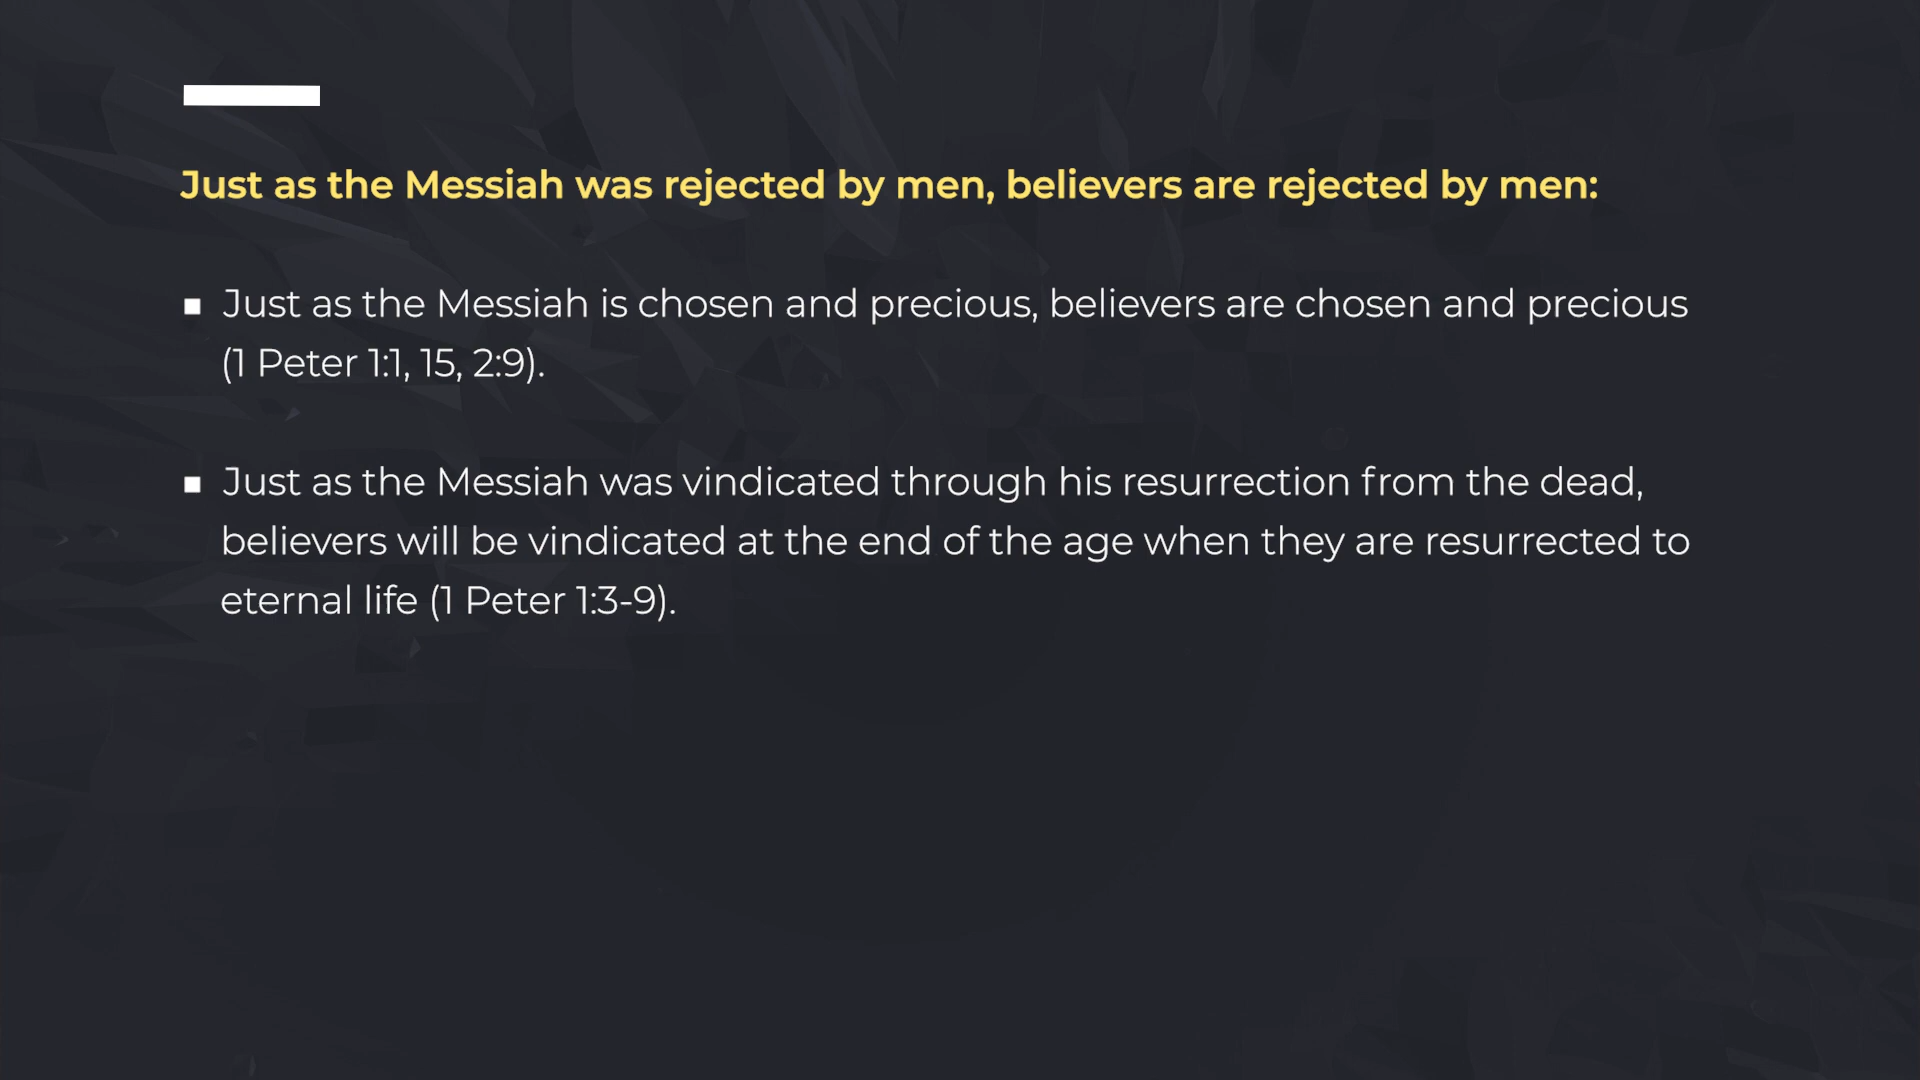 Just as the Messiah was rejected by men, believers are rejected by men:
▪ Just as the Messiah is chosen and precious, believers are chosen and precious
(1 Peter 1:1, 15, 2:9).
▪ Just as the Messiah was vindicated through his resurrection from the dead,
believers will be vindicated at the end of the age when they are resurrected to
eternal life (1 Peter 1:3-9).